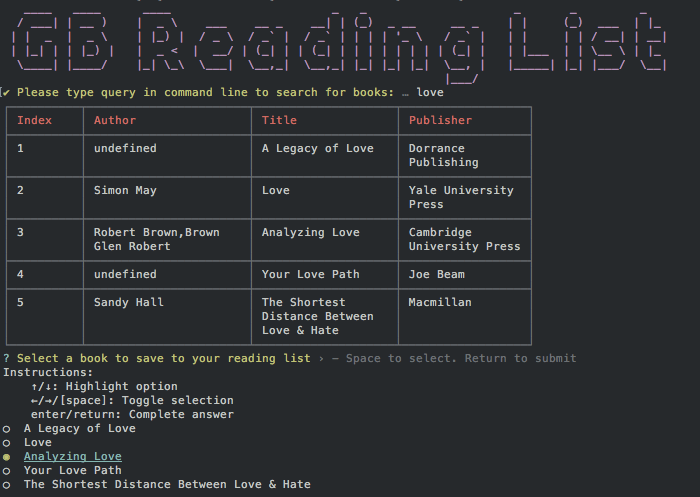 GB Reading List
✔ Please type query in command line to search for books: … love
Index Author Title Publisher
1 undefined A Legacy of Love Dorrance
Publishing
2 Simon May Love Yale University
Press
3 Robert Brown,Brown Analyzing Love Cambridge
Glen Robert University Press
4 undefined Your Love Path Joe Beam
5 Sandy Hall The Shortest Macmillan
Distance Between
Love & Hate
? Select a book to save to your reading list › – Space to select. Return to submit
Instructions:
↑/↓: Highlight option
←/→/[space]: Toggle selection
enter/return: Complete answer
◯ A Legacy of Love
◯ Love
◉ Analyzing Love
◯ Your Love Path
◯ The Shortest Distance Between Love & Hate